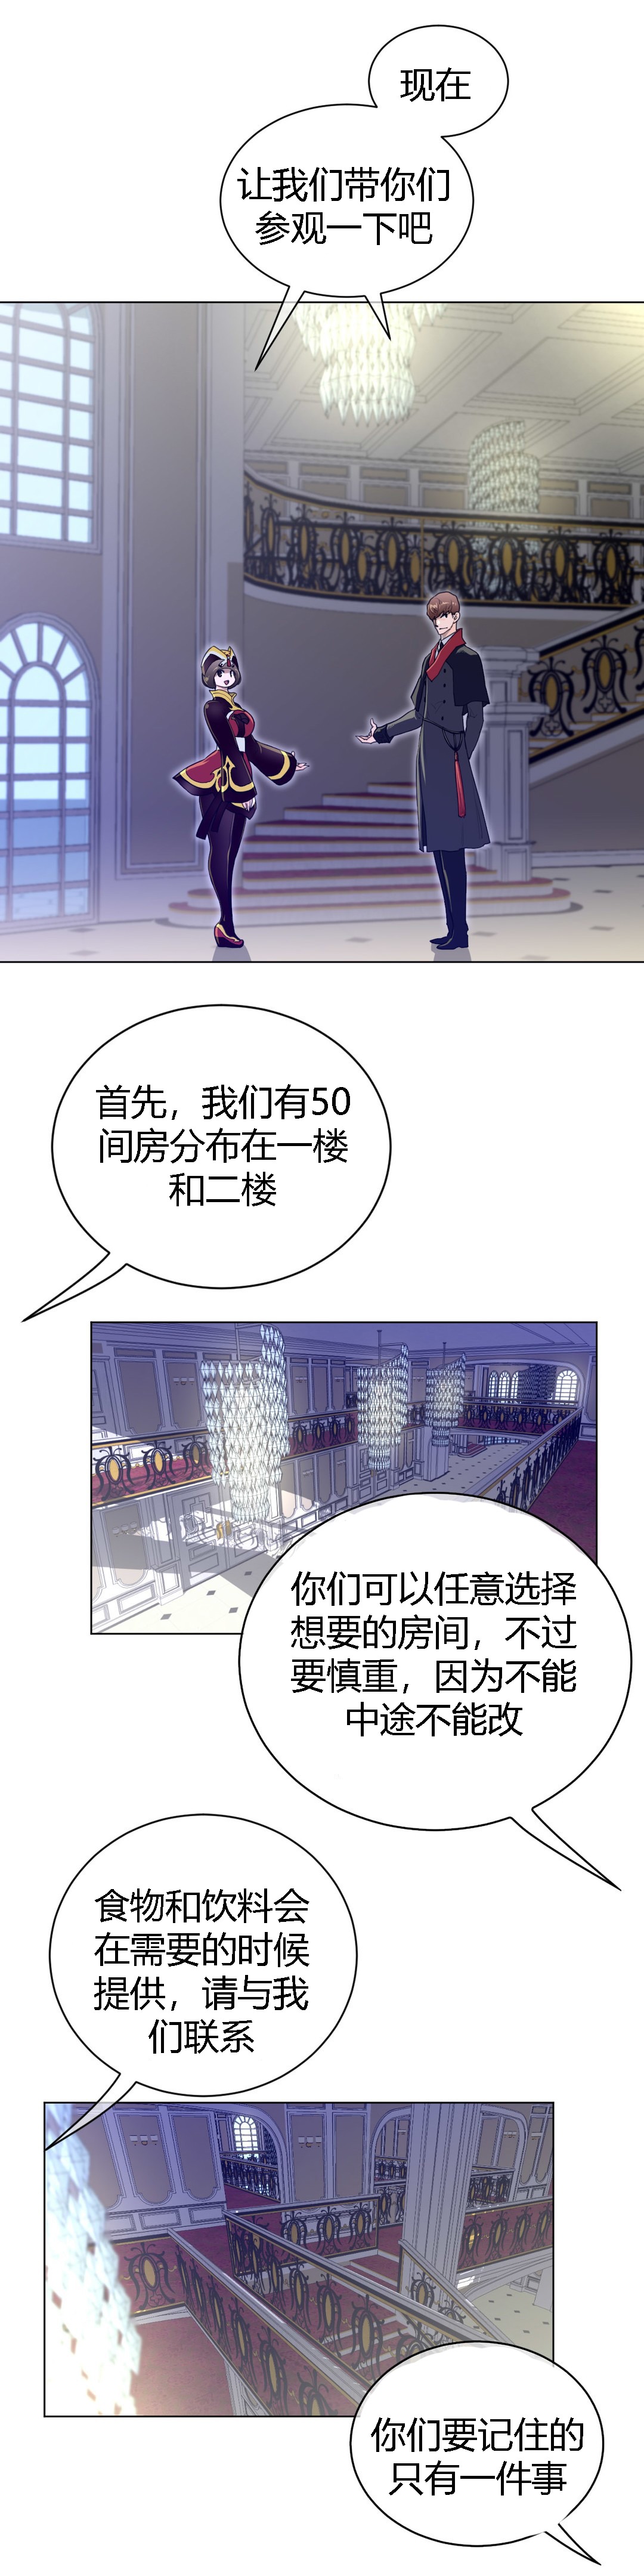 现在
让我们带你们
参观一下吧
首先，我们有50
间房分布在一楼
和二楼
你们可以任意选择
想要的房间，不过
要慎重，因为不能
中途不能改
食物和饮料会
在需要的时候
提供，请与我
们联系
你们要记住的
只有一件事